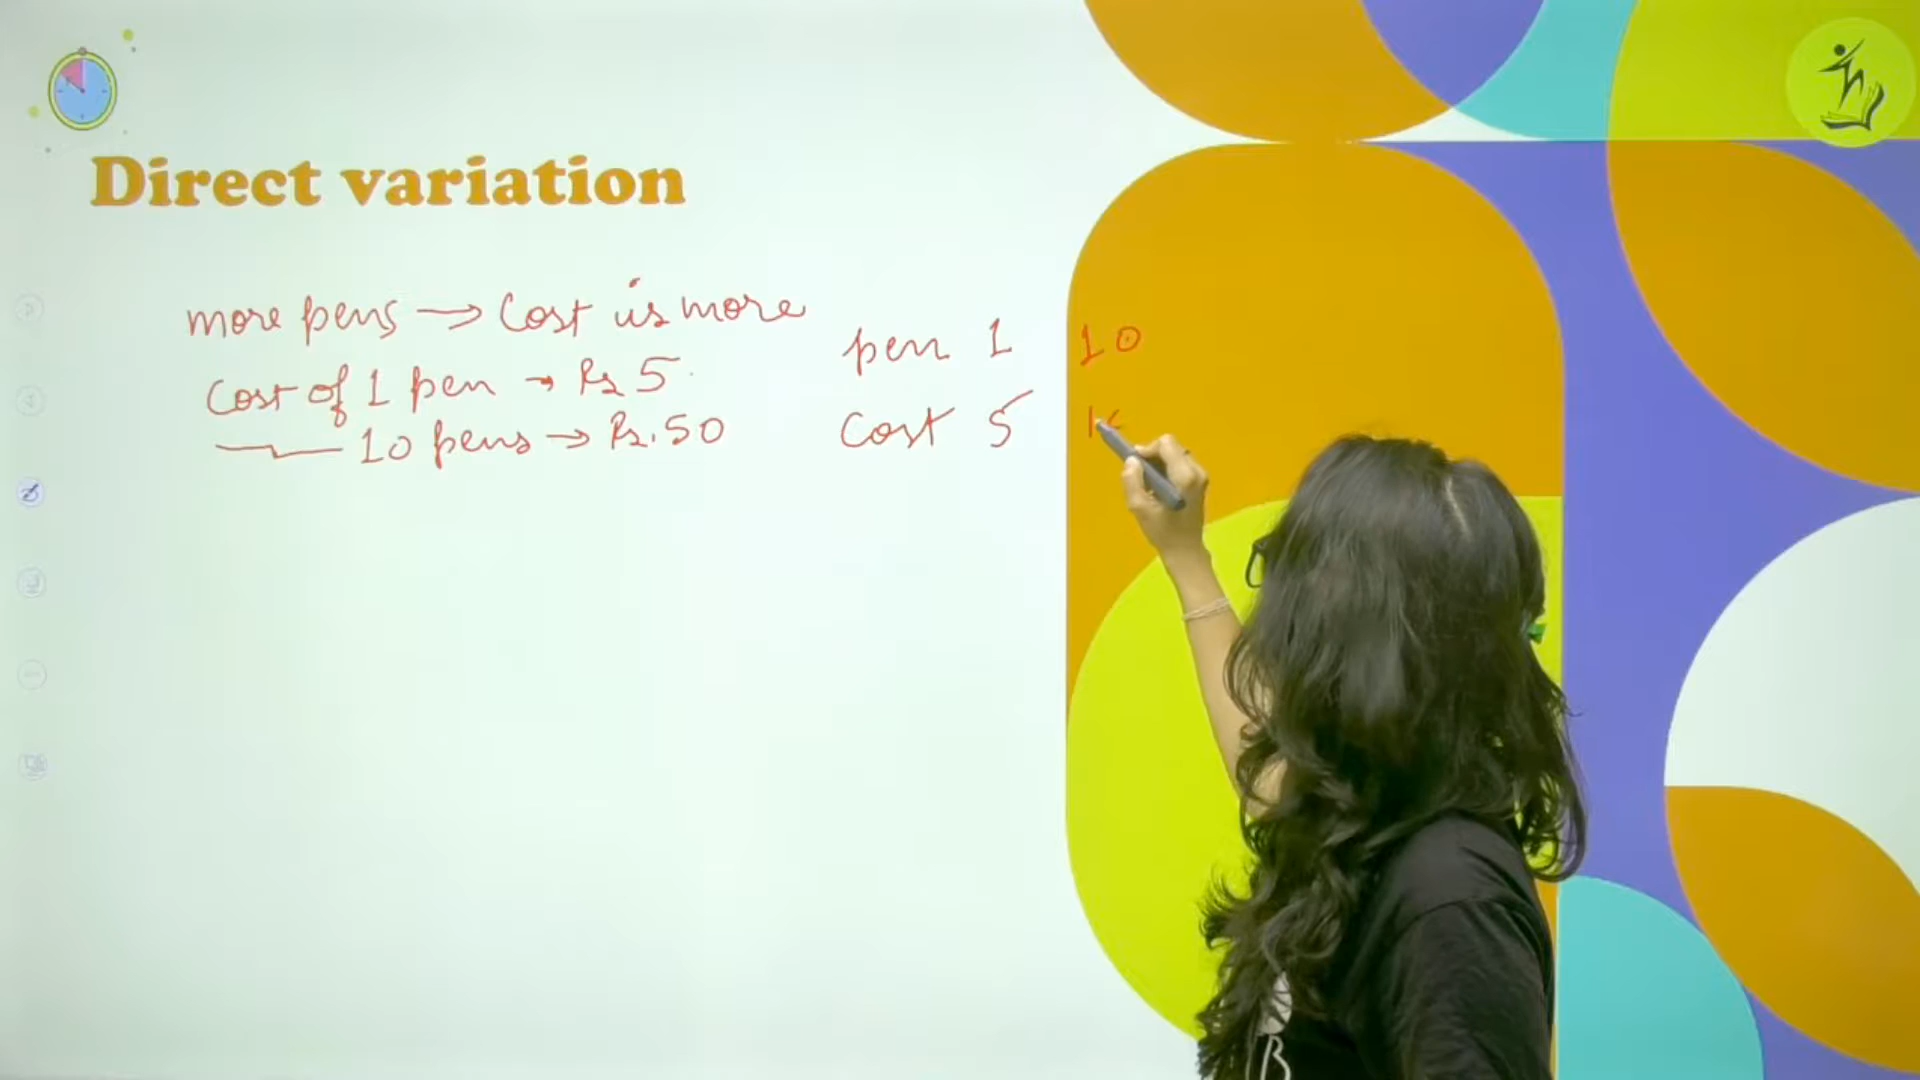 Direct variation
more pens → Cost is more
Cost of 1 pen → Rs 5
10 pens → Rs. 50
pen 1 10
Cost 5